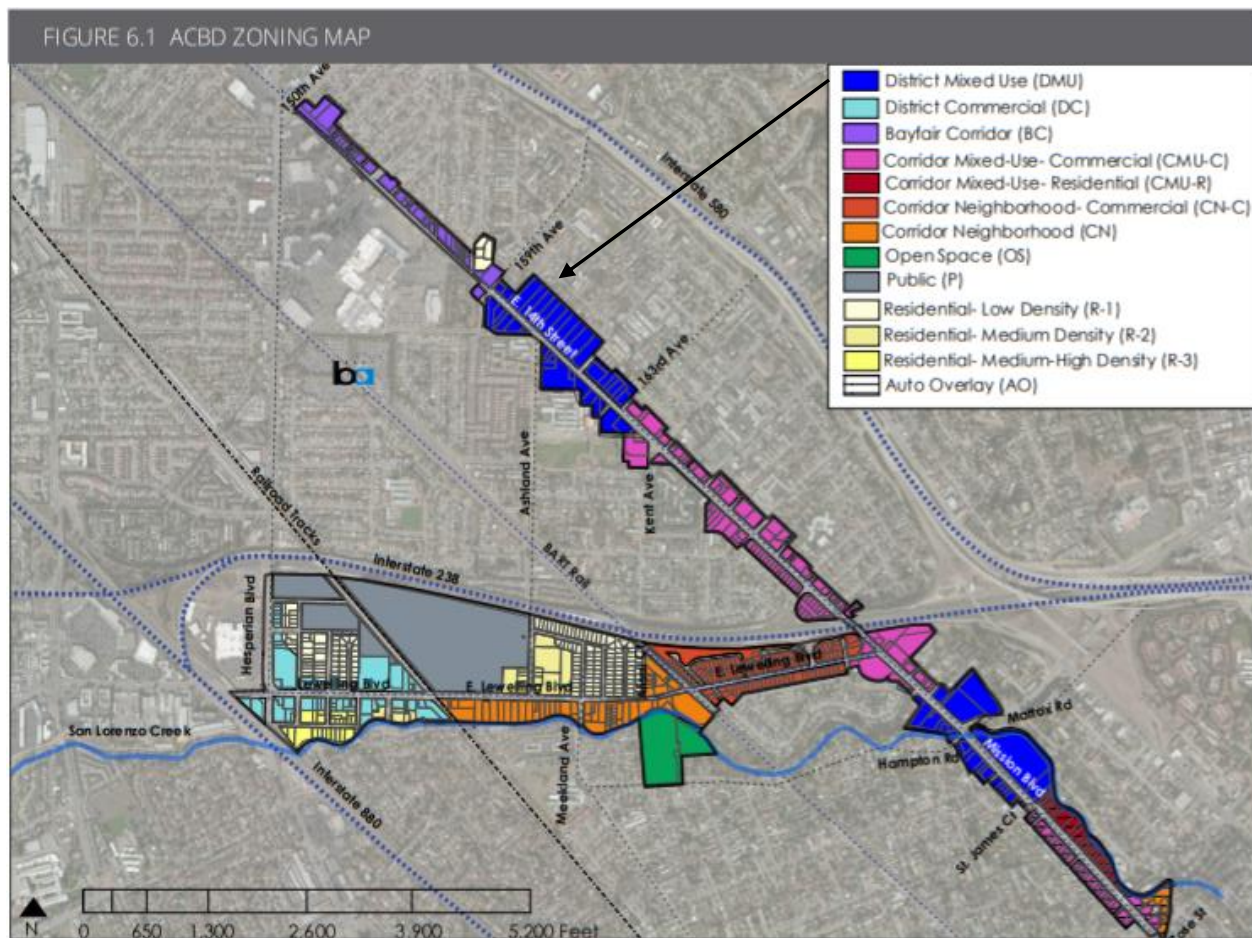 FIGURE 6.1 ACBD ZONING MAP
District Mixed Use (DMU)
District Commercial (DC)
Bayfair Corridor (BC)
Corridor Mixed-Use- Commercial (CMU-C)
Corridor Mixed-Use- Residential (CMU-R)
Corridor Neighborhood- Commercial (CN-C)
Corridor Neighborhood (CN)
Open Space (OS)
Public (P)
Residential- Low Density (R-1)
Residential- Medium Density (R-2)
Residential- Medium-High Density (R-3)
Auto Overlay (AO)
150th Ave
Interstate 580
159th Ave
E. 14th Street
163rd Ave
ba
Ashland Ave
Kent Ave
Railroad Tracks
BART Rail
Interstate 238
Hesperian Blvd
E. Lewelling Blvd
Lewelling Blvd
E. Lewelling Blvd
San Lorenzo Creek
Mattox Rd
Hampton Rd
Mission Blvd
Meekland Ave
Interstate 880
St. James Ct
Rose St
N
0 650 1,300 2,600 3,900 5,200 Feet